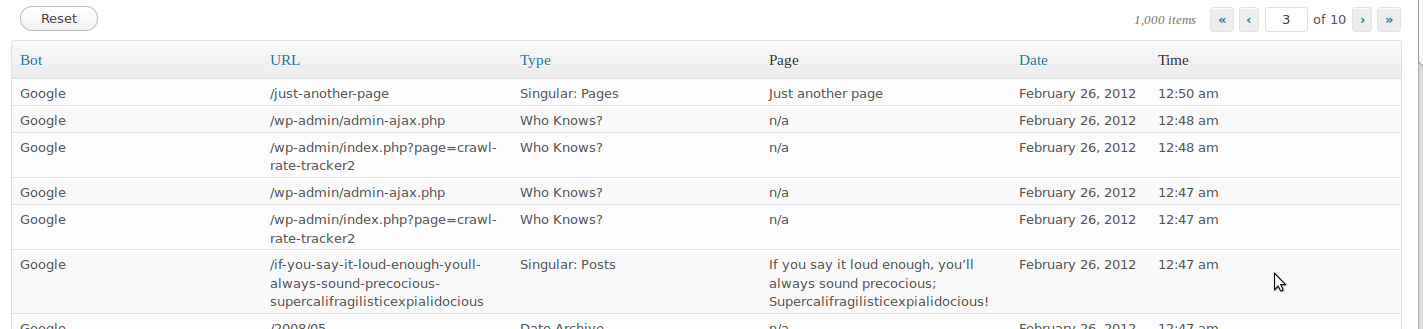 Reset 1,000 items « ‹ 3 of 10 › »
Bot URL Type Page Date Time
Google /just-another-page Singular: Pages Just another page February 26, 2012 12:50 am
Google /wp-admin/admin-ajax.php Who Knows? n/a February 26, 2012 12:48 am
Google /wp-admin/index.php?page=crawl- Who Knows? n/a February 26, 2012 12:48 am
rate-tracker2
Google /wp-admin/admin-ajax.php Who Knows? n/a February 26, 2012 12:47 am
Google /wp-admin/index.php?page=crawl- Who Knows? n/a February 26, 2012 12:47 am
rate-tracker2
Google /if-you-say-it-loud-enough-youll- Singular: Posts If you say it loud enough, you’ll February 26, 2012 12:47 am
always-sound-precocious- always sound precocious;
supercalifragilisticexpialidocious Supercalifragilisticexpialidocious!
Google /2008/05 Date Archive n/a February 26, 2012 12:47 am